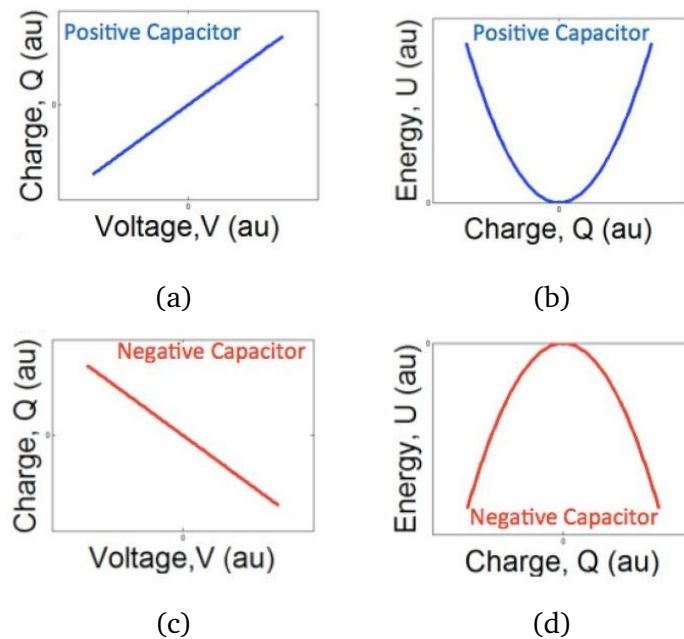 Positive Capacitor
Charge, Q (au)
0
0
Voltage,V (au)
(a)
Positive Capacitor
Energy, U (au)
0
0
Charge, Q (au)
(b)
Negative Capacitor
Charge, Q (au)
0
0
Voltage,V (au)
(c)
0
Energy, U (au)
Negative Capacitor
0
Charge, Q (au)
(d)